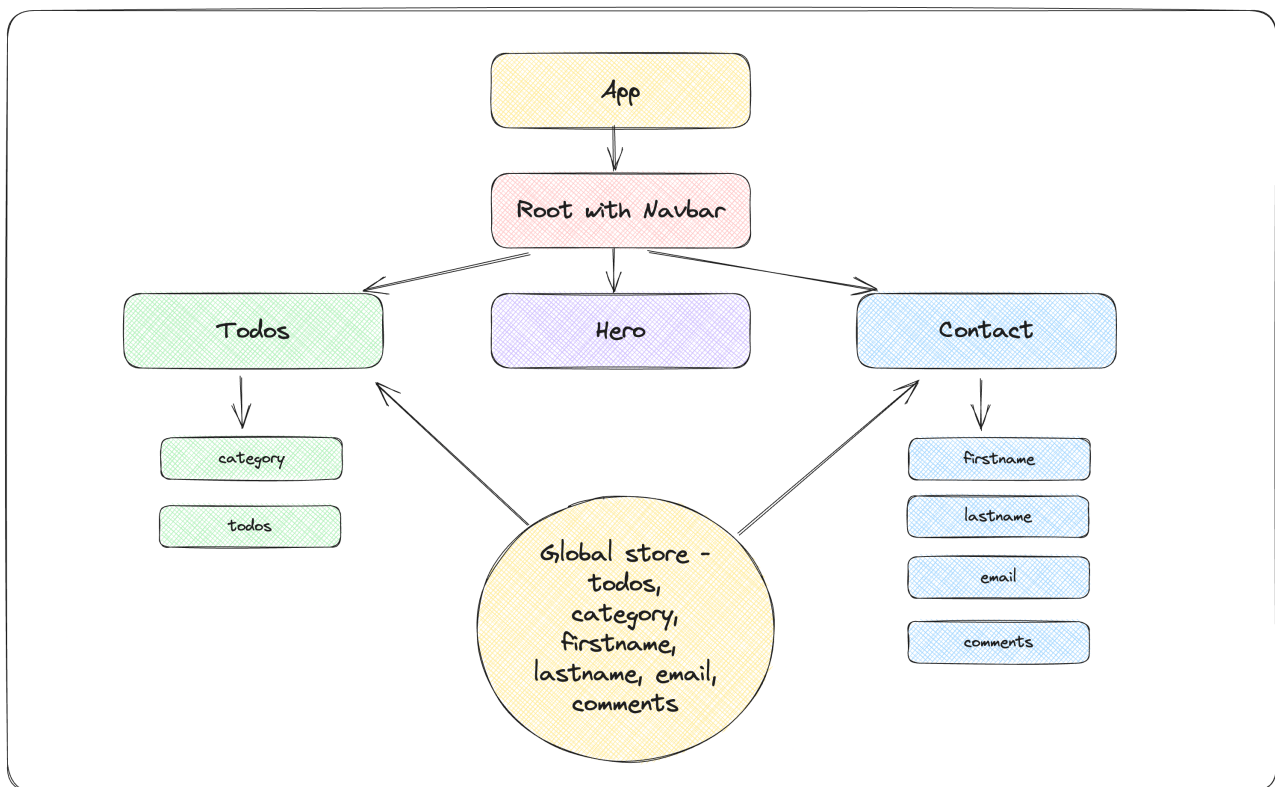 App
Root with Navbar
Todos
Hero
Contact
category
todos
firstname
lastname
email
comments
Global store -
todos,
category,
firstname,
lastname, email,
comments